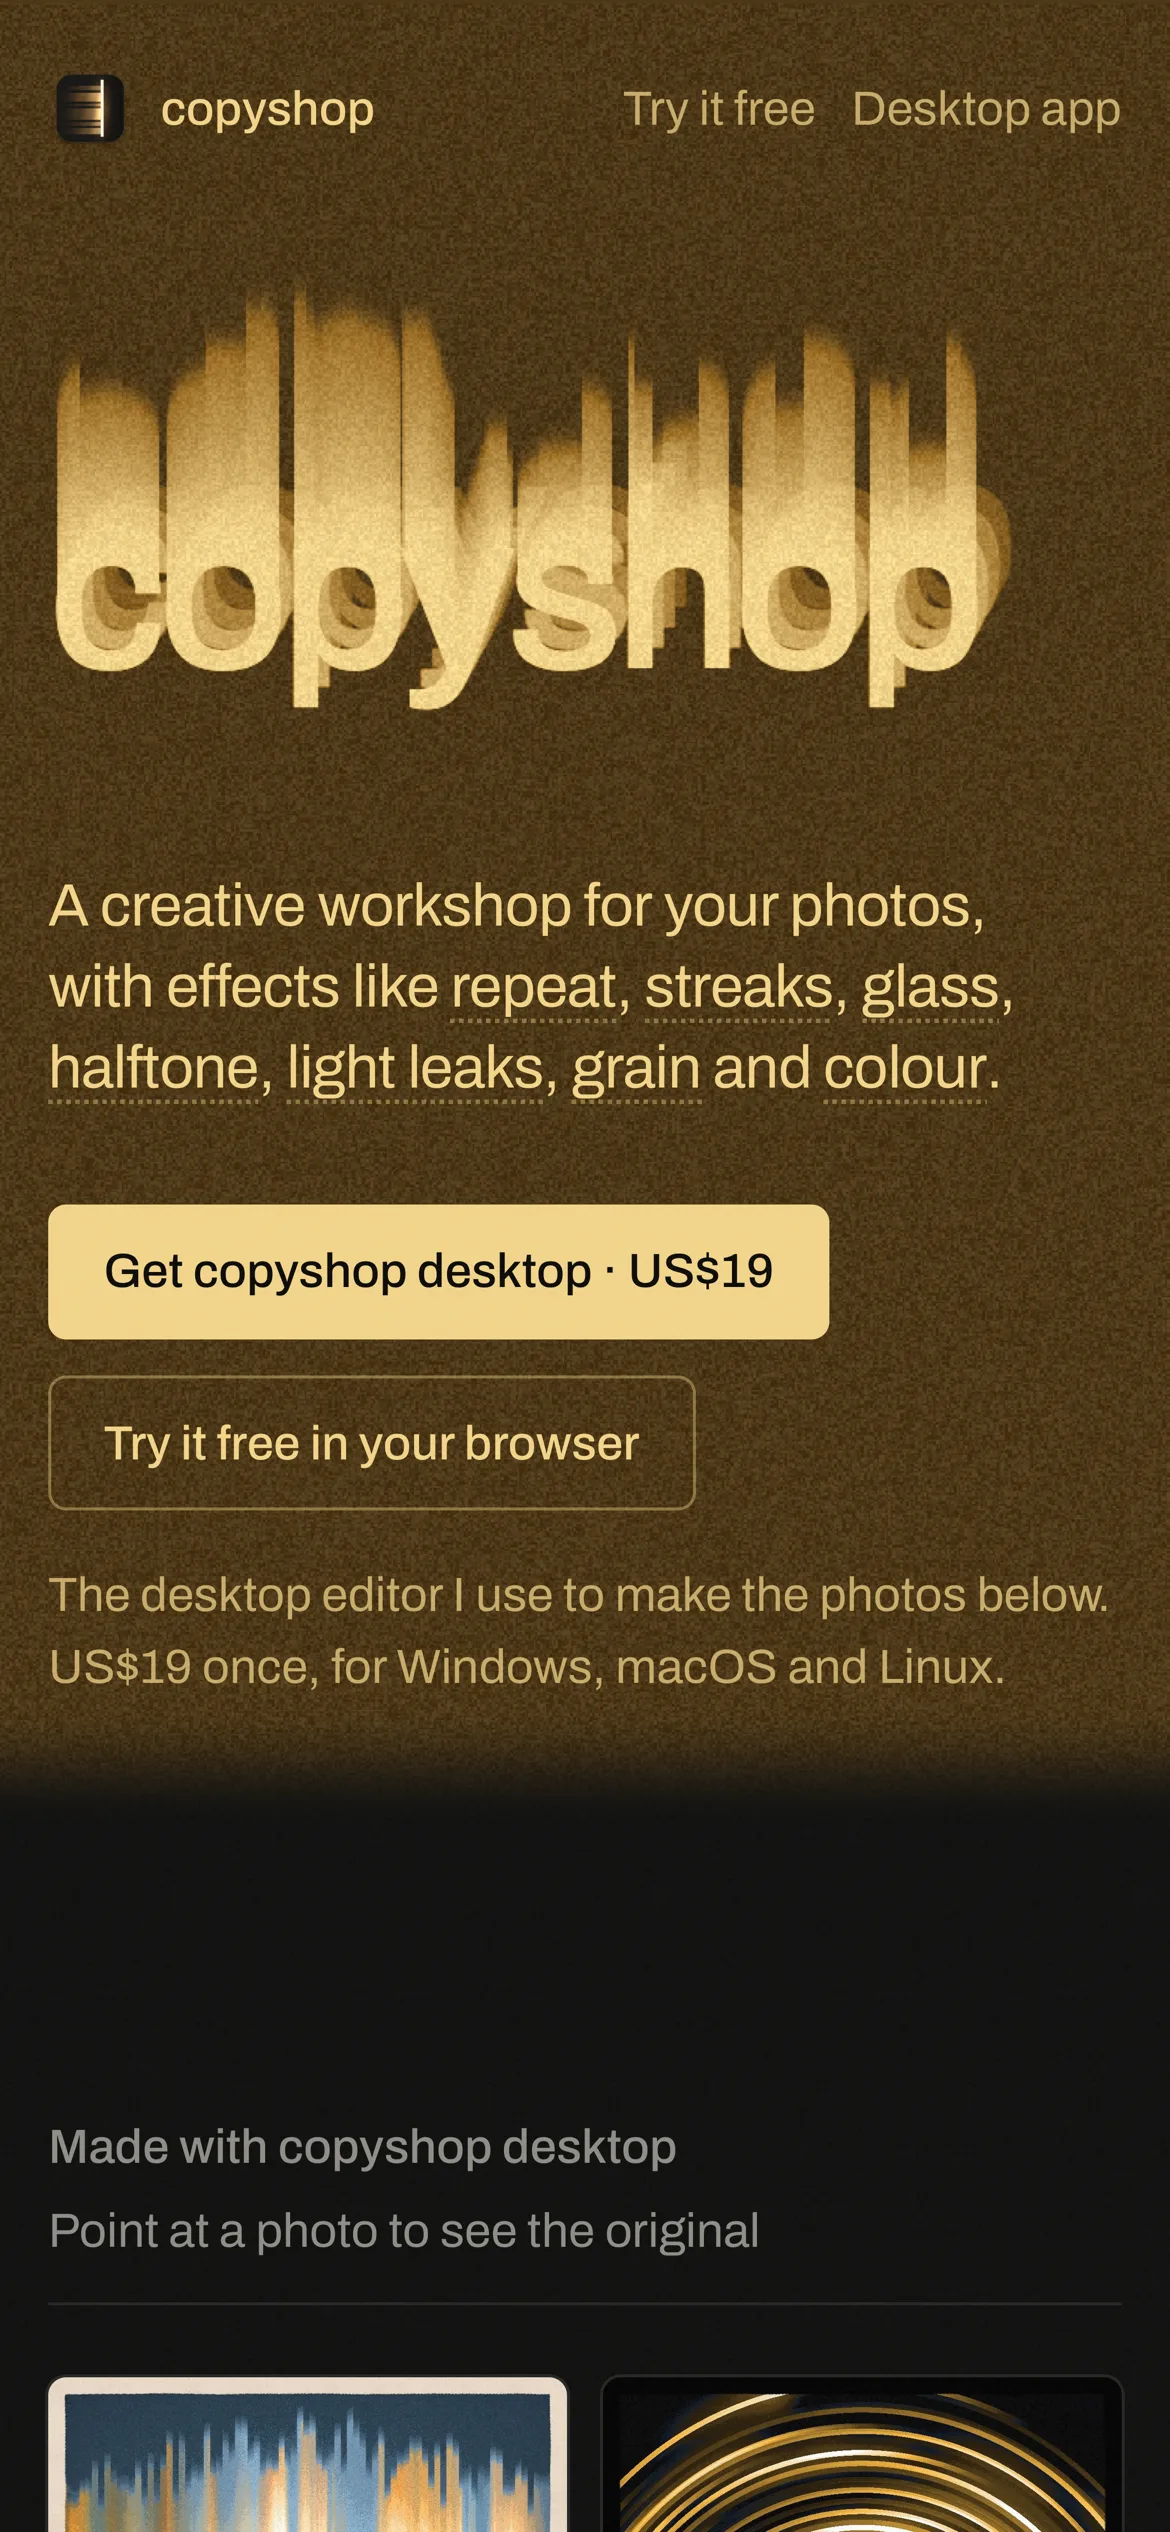 copyshop
Try it free
Desktop app
copyshop
A creative workshop for your photos,
with effects like repeat, streaks, glass,
halftone, light leaks, grain and colour.
Get copyshop desktop · US$19
Try it free in your browser
The desktop editor I use to make the photos below.
US$19 once, for Windows, macOS and Linux.
Made with copyshop desktop
Point at a photo to see the original